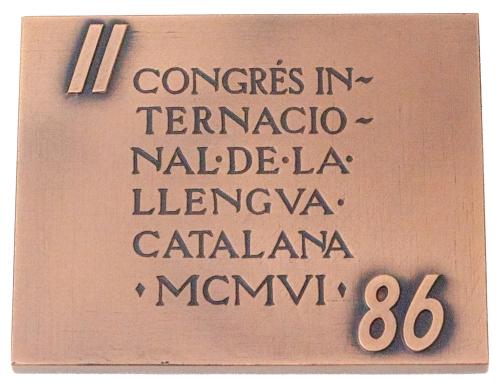 II
CONGRÉS IN~
TERNACIO~
NAL·DE·LA·
LLENGVA·
CATALANA
·MCMVI·
86